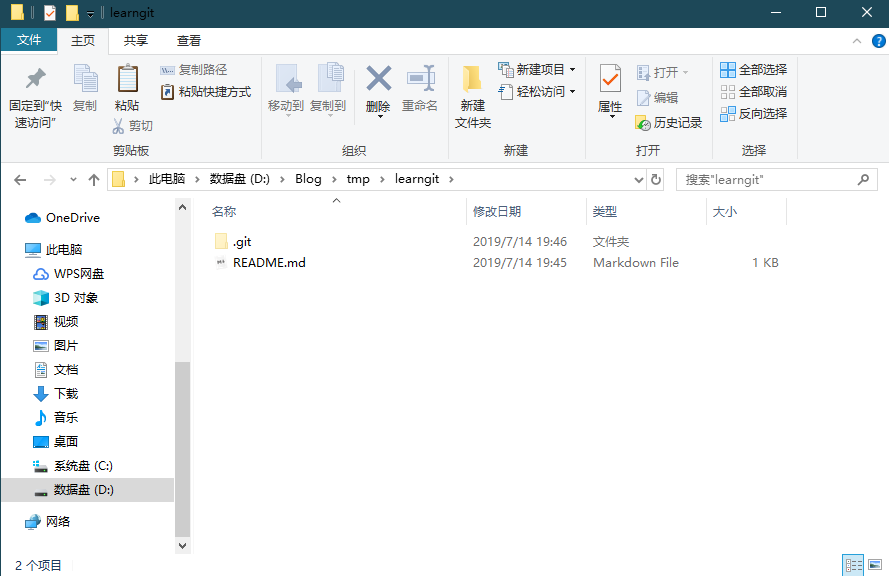 learngit
文件 主页 共享 查看
固定到“快速访问”
复制
粘贴
复制路径
粘贴快捷方式
剪切
剪贴板
移动到
复制到
删除
重命名
组织
新建文件夹
新建项目
轻松访问
新建
属性
打开
编辑
历史记录
打开
全部选择
全部取消
反向选择
选择
此电脑 数据盘 (D:) Blog tmp learngit
搜索"learngit"
OneDrive
此电脑
WPS网盘
3D 对象
视频
图片
文档
下载
音乐
桌面
系统盘 (C:)
数据盘 (D:)
网络
名称 修改日期 类型 大小
.git 2019/7/14 19:46 文件夹
README.md 2019/7/14 19:45 Markdown File 1 KB
2 个项目